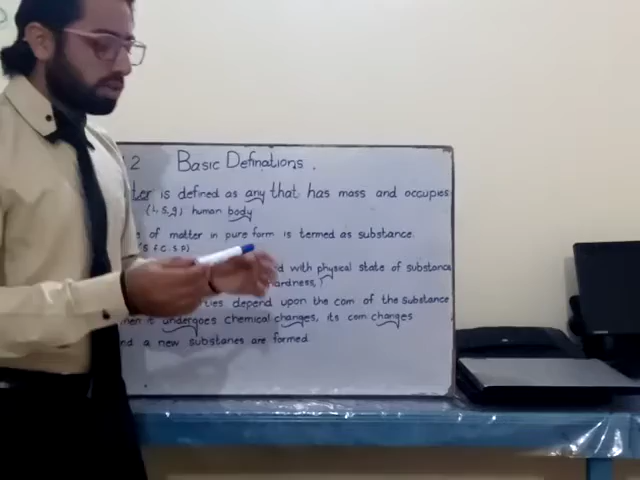 2 Basic Definations.
ter is defined as any that has mass and occupies
(L,S,g) human body
of matter in pure form is termed as substance.
d with physical state of substance
ardness,
ties depend upon the com of the substance
hen it undergoes chemical changes, its com changes
nd a new substanes are formed